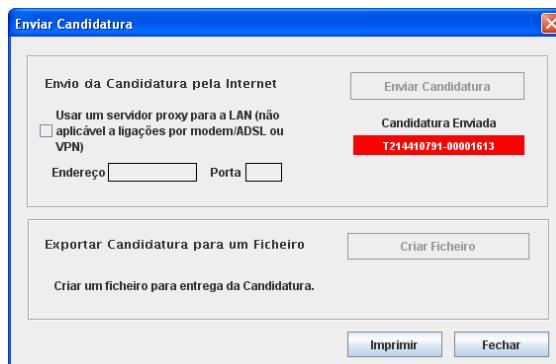 Enviar Candidatura
Envio da Candidatura pela Internet
Enviar Candidatura
Usar um servidor proxy para a LAN (não
aplicável a ligações por modem/ADSL ou
VPN)
Candidatura Enviada
T214410791-00001613
Endereço
Porta
Exportar Candidatura para um Ficheiro
Criar Ficheiro
Criar um ficheiro para entrega da Candidatura.
Imprimir
Fechar